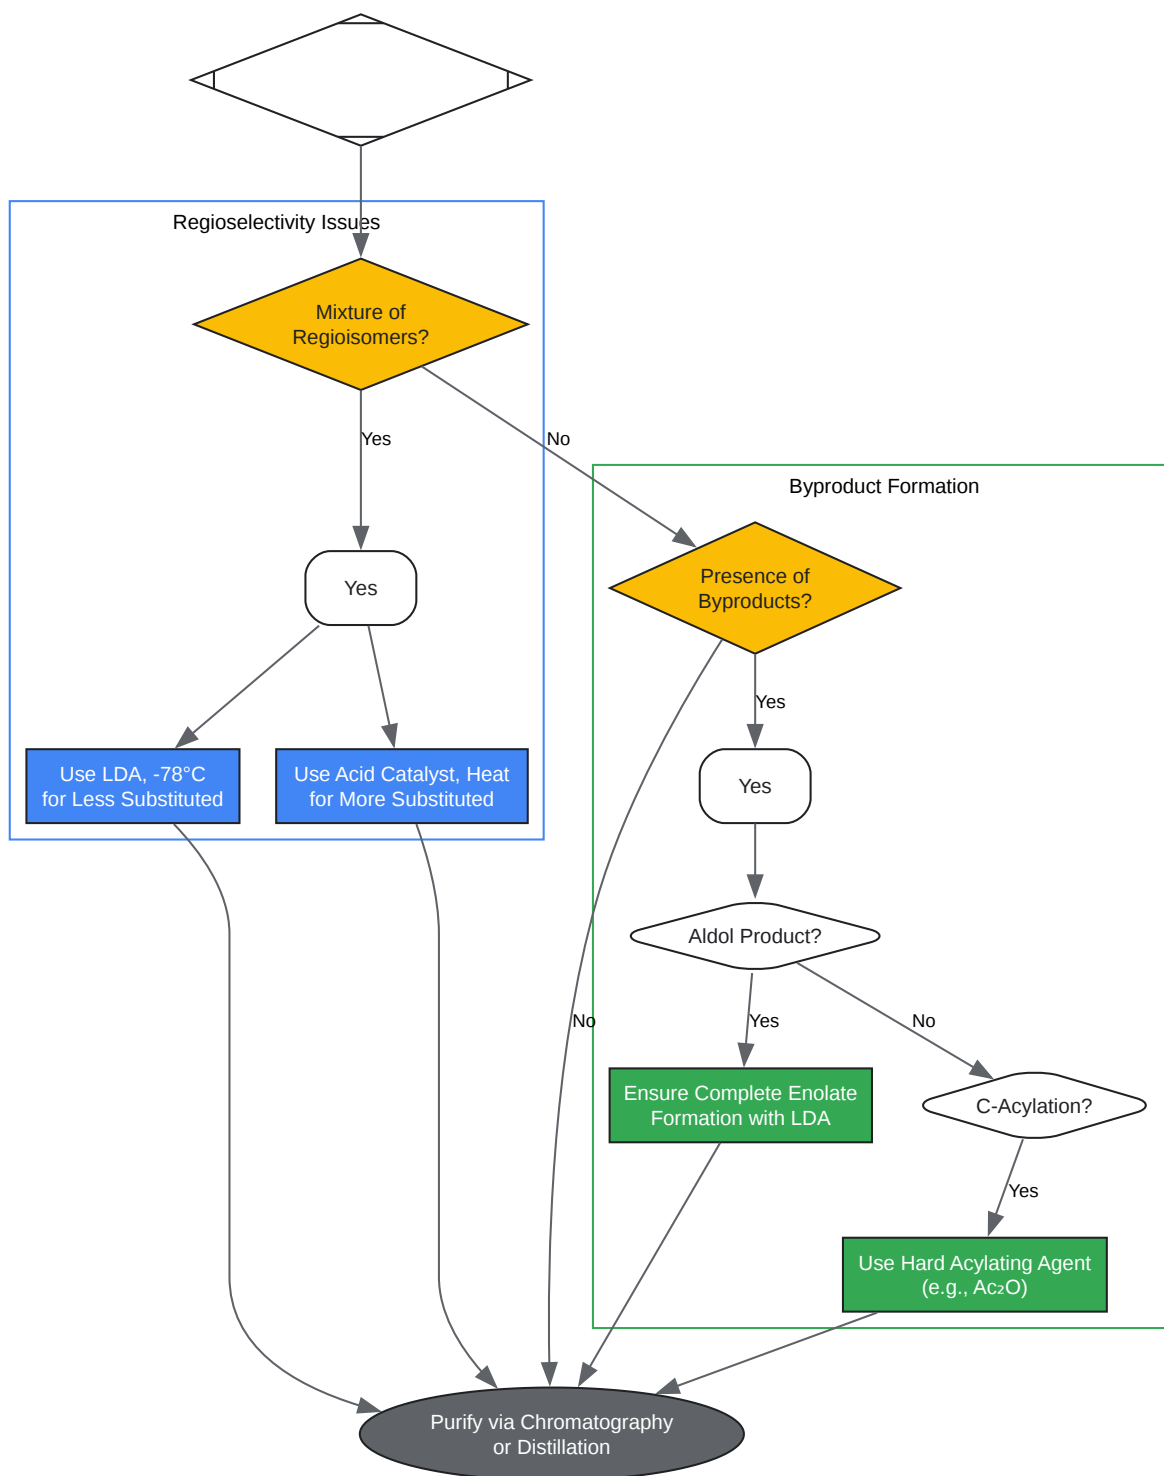 Regioselectivity Issues
Mixture of
Regioisomers?
Yes
No
Byproduct Formation
Yes
Presence of
Byproducts?
Yes
Use LDA, -78°C
for Less Substituted
Use Acid Catalyst, Heat
for More Substituted
Yes
Aldol Product?
No
Yes
No
Ensure Complete Enolate
Formation with LDA
C-Acylation?
Yes
Use Hard Acylating Agent
(e.g., Ac₂O)
Purify via Chromatography
or Distillation